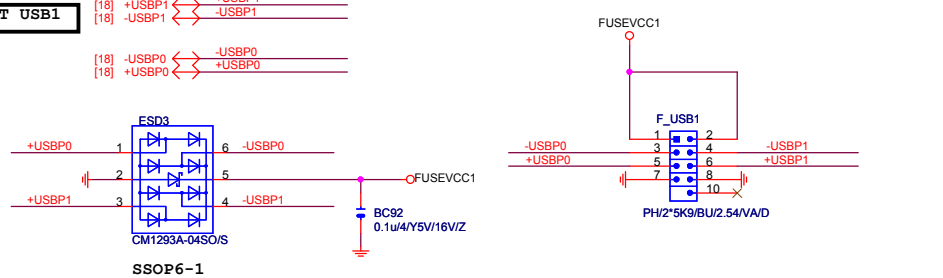 T USB1
[18] +USBP1 +USBP1
[18] -USBP1 -USBP1
[18] -USBP0 -USBP0
[18] +USBP0 +USBP0
FUSEVCC1
ESD3
+USBP0 1 6 -USBP0
2 5 FUSEVCC1
+USBP1 3 4 -USBP1
CM1293A-04SO/S
SSOP6-1
BC92
0.1u/4/Y5V/16V/Z
F_USB1
1 2
-USBP0 3 4 -USBP1
+USBP0 5 6 +USBP1
7 8
10
PH/2*5K9/BU/2.54/VA/D